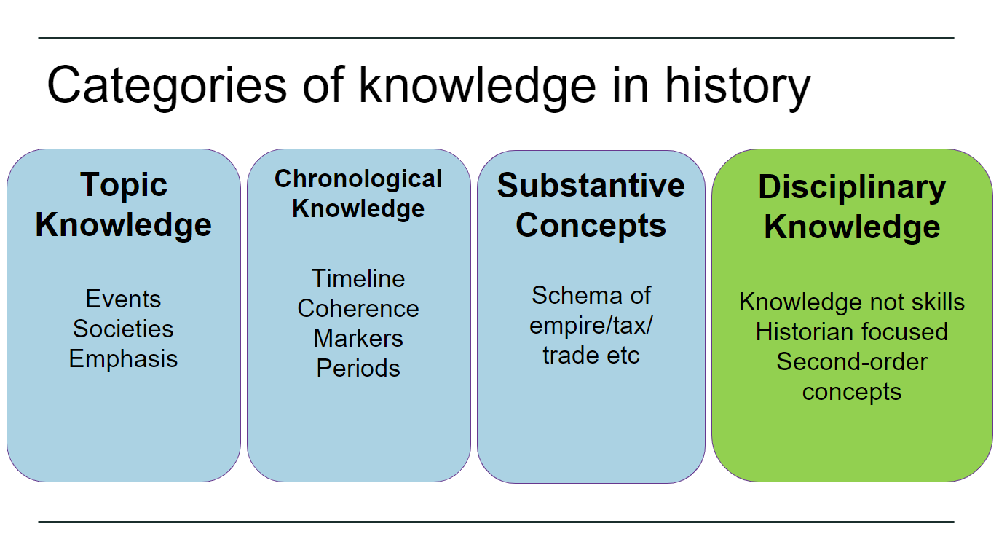 Categories of knowledge in history
Topic
Knowledge
Events
Societies
Emphasis
Chronological
Knowledge
Timeline
Coherence
Markers
Periods
Substantive
Concepts
Schema of
empire/tax/
trade etc
Disciplinary
Knowledge
Knowledge not skills
Historian focused
Second-order
concepts